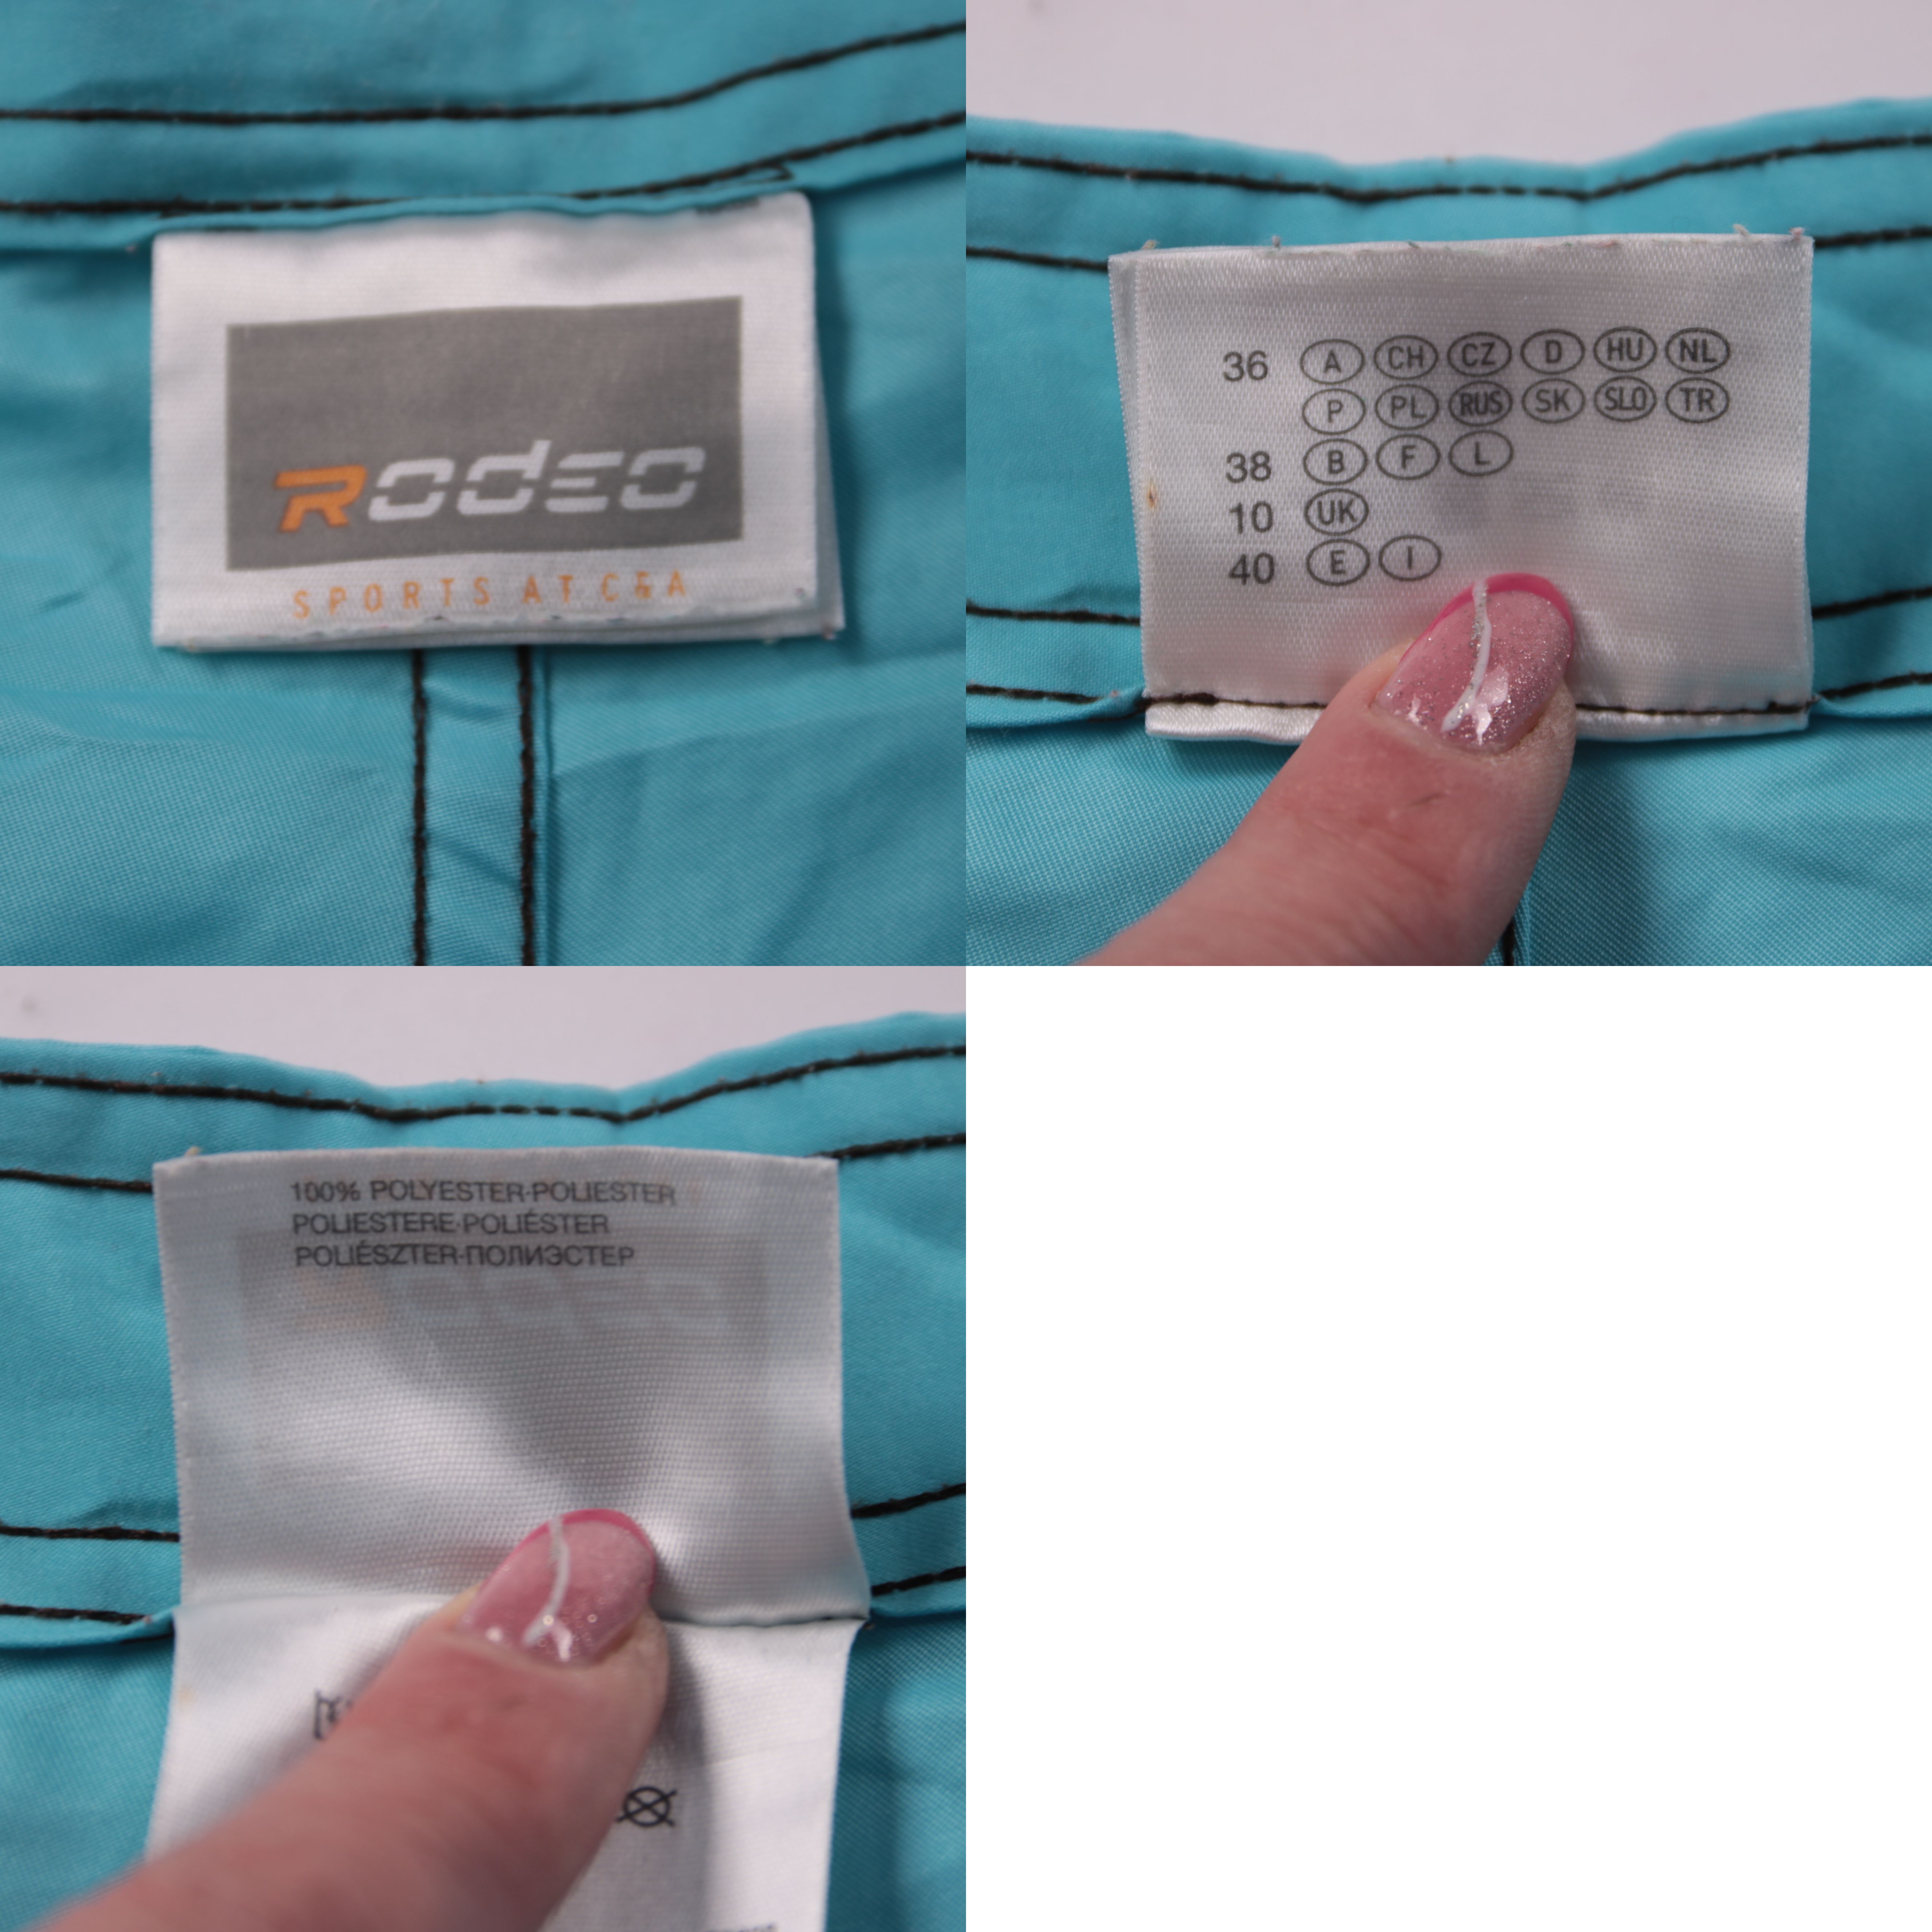 RODEO
SPORTS AT C&A
36 A CH CZ D HU NL
P PL RUS SK SLO TR
38 B F L
10 UK
40 E I
100% POLYESTER·POLIESTER
POLIESTERE·POLIÉSTER
POLIÉSZTER·ПОЛИЭСТЕР